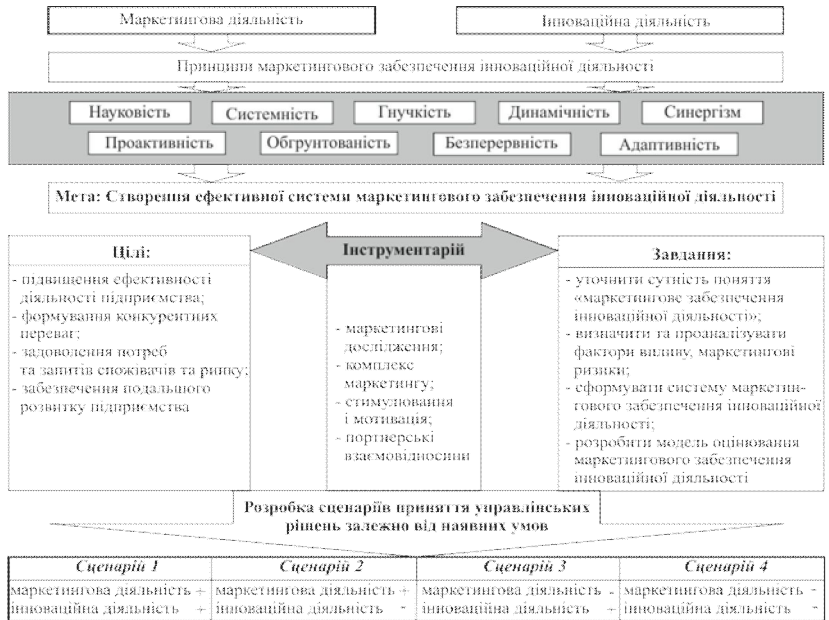 Маркетингова діяльність
Інноваційна діяльність
Принципи маркетингового забезпечення інноваційної діяльності
Науковість
Системність
Гнучкість
Динамічність
Синергізм
Проактивність
Обґрунтованість
Безперервність
Адаптивність
Мета: Створення ефективної системи маркетингового забезпечення інноваційної діяльності
Цілі:
- підвищення ефективності
діяльності підприємства;
- формування конкурентних
переваг;
- задоволення потреб
та запитів споживачів та ринку;
- забезпечення подальшого
розвитку підприємства
Інструментарій
- маркетингові
дослідження;
- комплекс
маркетингу;
- стимулювання
і мотивація;
- партнерські
взаємовідносини
Завдання:
- уточнити сутність поняття
«маркетингове забезпечення
інноваційної діяльності»;
- визначити та проаналізувати
фактори впливу, маркетингові
ризики;
- сформувати систему маркетин-
гового забезпечення інноваційної
діяльності;
- розробити модель оцінювання
маркетингового забезпечення
інноваційної діяльності
Розробка сценаріїв прийняття управлінських
рішень залежно від наявних умов
Сценарій 1
маркетингова діяльність +
інноваційна діяльність +
Сценарій 2
маркетингова діяльність +
інноваційна діяльність -
Сценарій 3
маркетингова діяльність -
інноваційна діяльність +
Сценарій 4
маркетингова діяльність -
інноваційна діяльність -